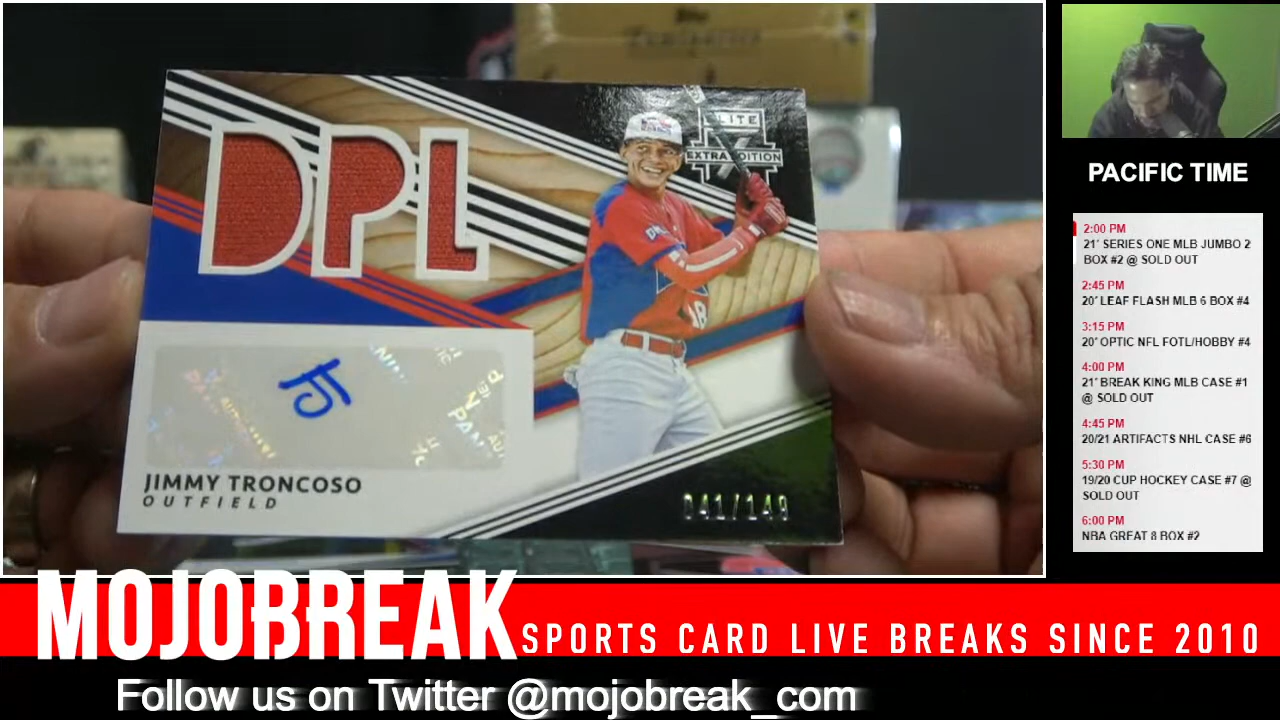 DPL
ELITE
EXTRA EDITION
JIMMY TRONCOSO
OUTFIELD
041/149
PACIFIC TIME
2:00 PM
21' SERIES ONE MLB JUMBO 2
BOX #2 @ SOLD OUT
2:45 PM
20' LEAF FLASH MLB 6 BOX #4
3:15 PM
20' OPTIC NFL FOTL/HOBBY #4
4:00 PM
21' BREAK KING MLB CASE #1
@ SOLD OUT
4:45 PM
20/21 ARTIFACTS NHL CASE #6
5:30 PM
19/20 CUP HOCKEY CASE #7 @
SOLD OUT
6:00 PM
NBA GREAT 8 BOX #2
MOJOBREAK
SPORTS CARD LIVE BREAKS SINCE 2010
Follow us on Twitter @mojobreak_com